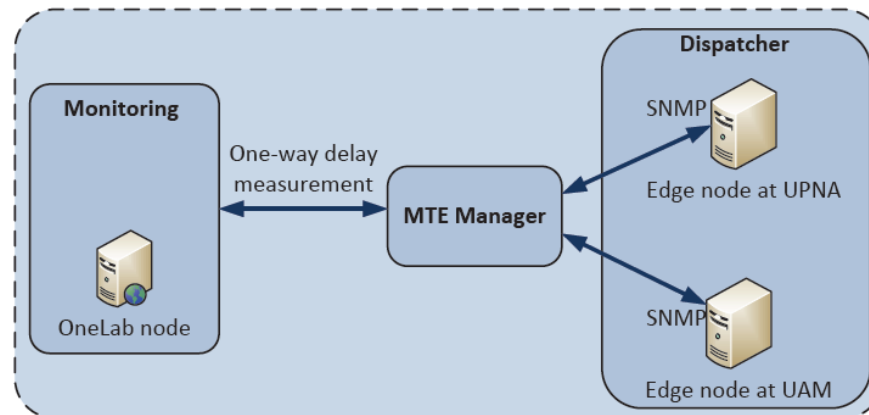 Monitoring
OneLab node
One-way delay
measurement
MTE Manager
Dispatcher
SNMP
Edge node at UPNA
SNMP
Edge node at UAM